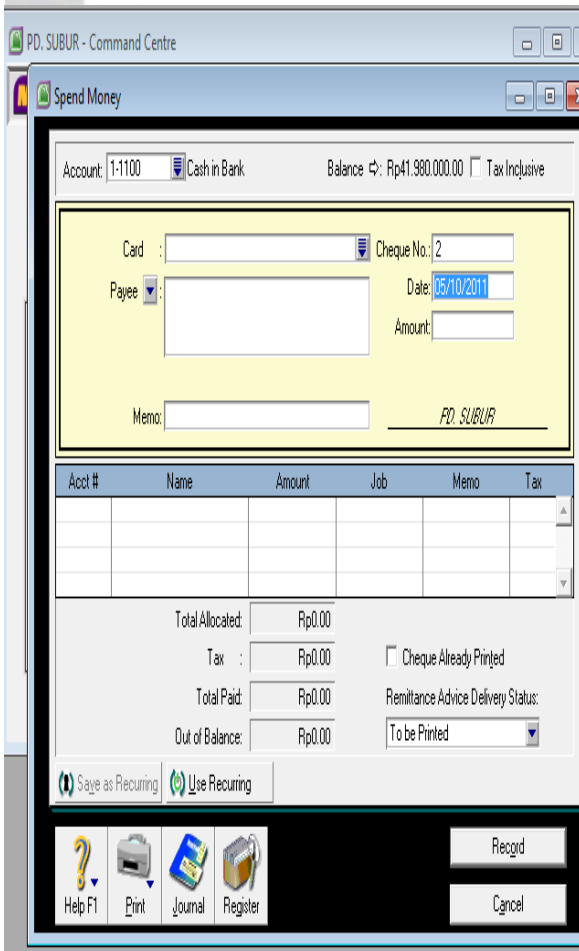 PD. SUBUR - Command Centre
Spend Money
Account: 1-1100 Cash in Bank Balance ➪: Rp41.980.000.00 Tax Inclusive
Card : Cheque No.: 2
Payee : Date: 05/10/2011
Amount:
Memo: PD. SUBUR
Acct # Name Amount Job Memo Tax
Total Allocated: Rp0.00
Tax : Rp0.00 Cheque Already Printed
Total Paid: Rp0.00 Remittance Advice Delivery Status:
Out of Balance: Rp0.00 To be Printed
Save as Recurring Use Recurring
Help F1 Print Journal Register
Record
Cancel